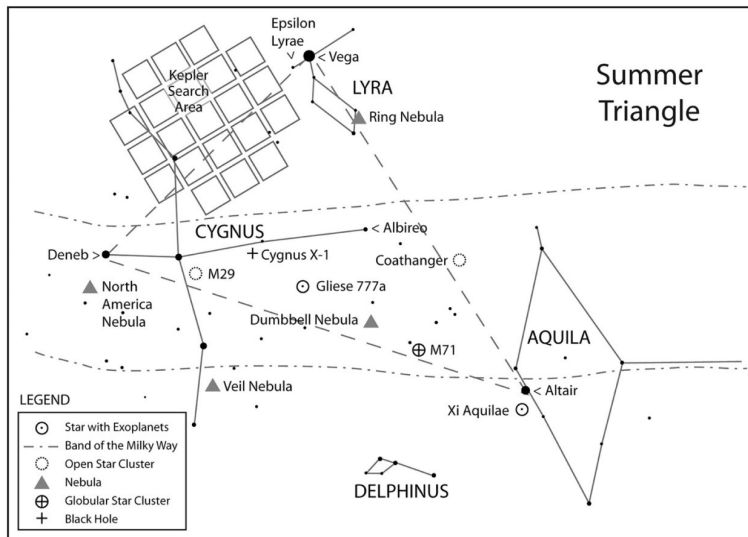 Epsilon
Lyrae
< Vega
LYRA
Kepler
Search
Area
Ring Nebula
Summer
Triangle
CYGNUS
< Albireo
Deneb >
Cygnus X-1
Coathanger
M29
North
America
Nebula
Gliese 777a
Dumbbell Nebula
M71
AQUILA
Veil Nebula
< Altair
Xi Aquilae
DELPHINUS
LEGEND
Star with Exoplanets
Band of the Milky Way
Open Star Cluster
Nebula
Globular Star Cluster
Black Hole